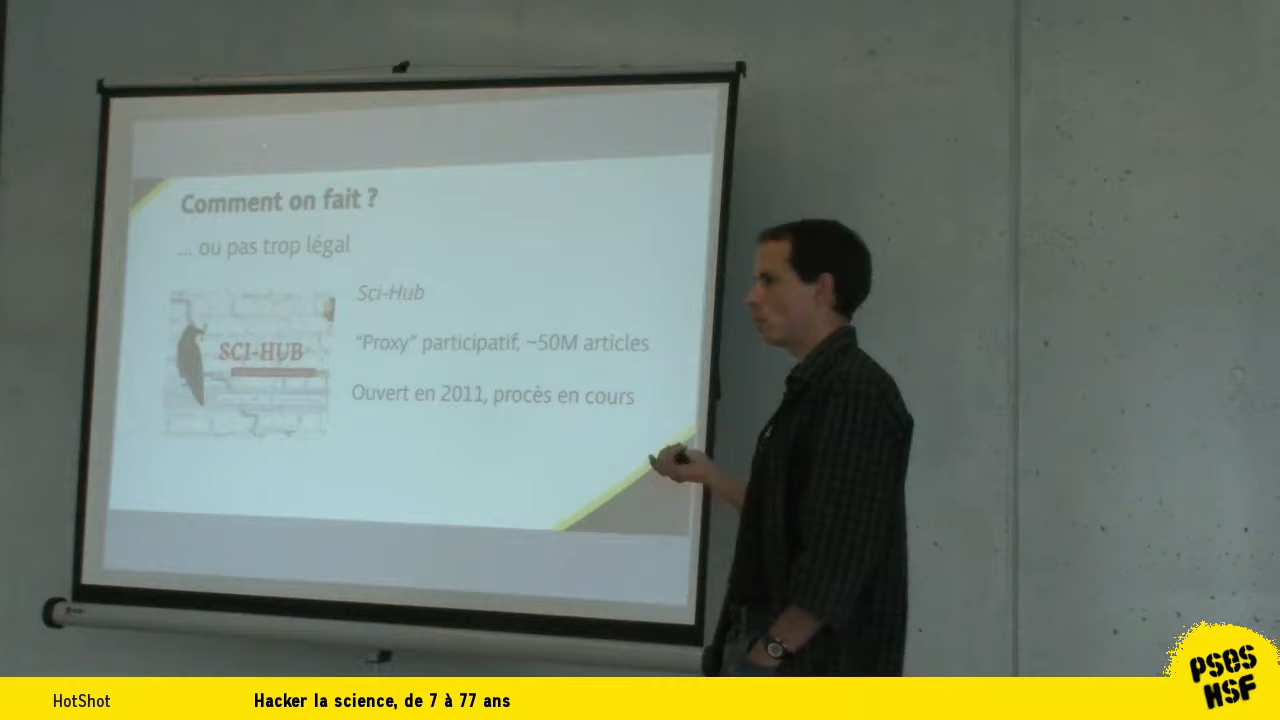 Comment on fait ?
... ou pas trop légal
Sci-Hub
SCI-HUB
"Proxy" participatif, ~50M articles
Ouvert en 2011, procès en cours
HotShot
Hacker la science, de 7 à 77 ans
PSES
HSF